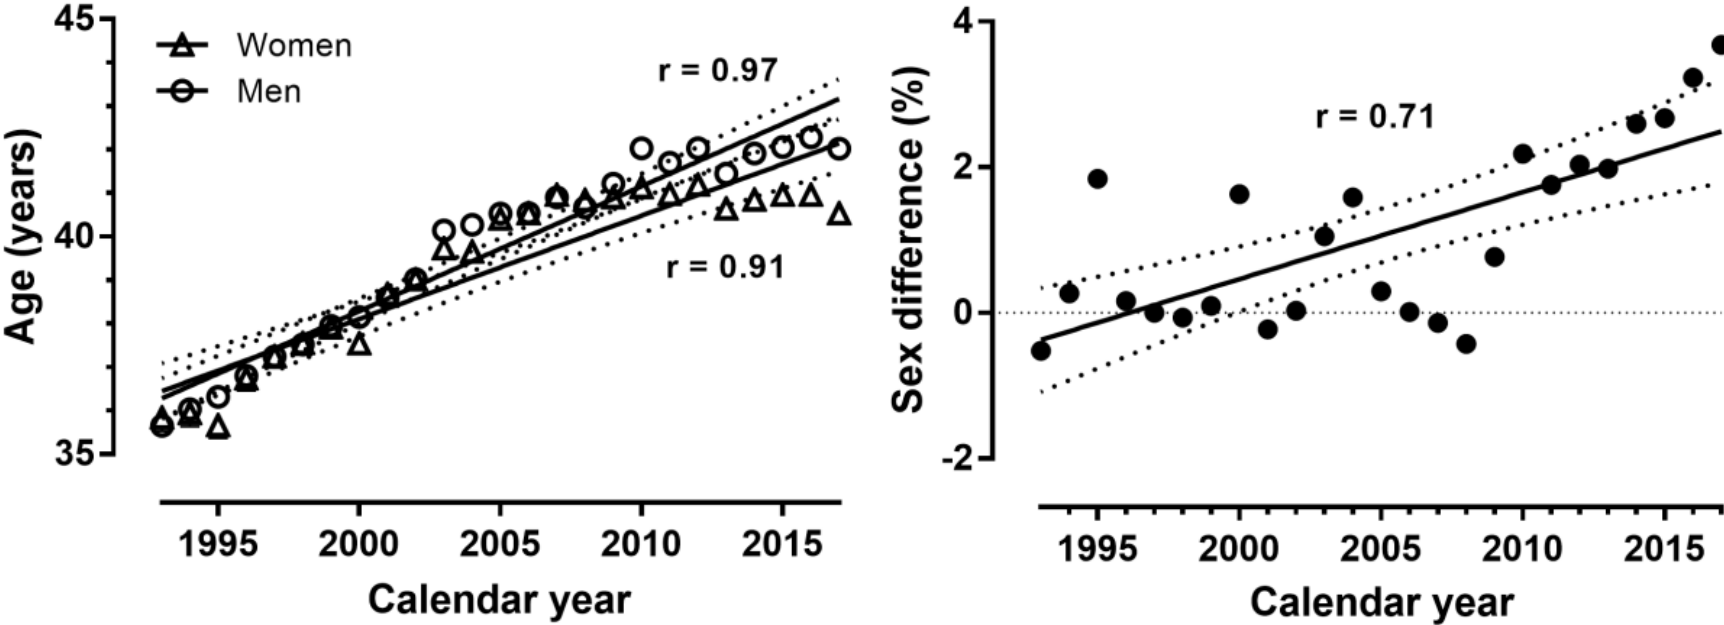 45
40
35
Age (years)
Women
Men
r = 0.97
r = 0.91
1995 2000 2005 2010 2015
Calendar year
4
2
0
-2
Sex difference (%)
r = 0.71
1995 2000 2005 2010 2015
Calendar year